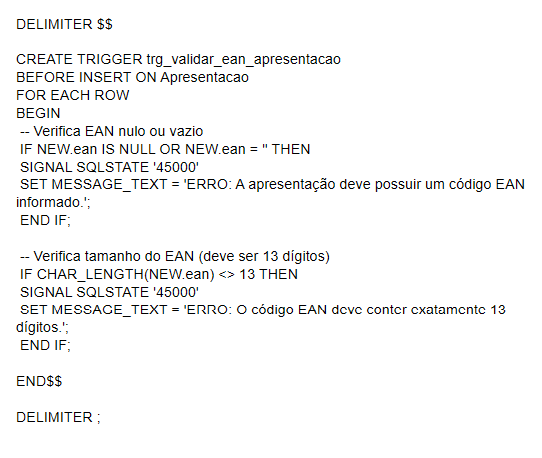 DELIMITER $$
CREATE TRIGGER trg_validar_ean_apresentacao
BEFORE INSERT ON Apresentacao
FOR EACH ROW
BEGIN
-- Verifica EAN nulo ou vazio
IF NEW.ean IS NULL OR NEW.ean = '' THEN
SIGNAL SQLSTATE '45000'
SET MESSAGE_TEXT = 'ERRO: A apresentação deve possuir um código EAN
informado.';
END IF;
-- Verifica tamanho do EAN (deve ser 13 dígitos)
IF CHAR_LENGTH(NEW.ean) <> 13 THEN
SIGNAL SQLSTATE '45000'
SET MESSAGE_TEXT = 'ERRO: O código EAN deve conter exatamente 13
dígitos.';
END IF;
END$$
DELIMITER ;